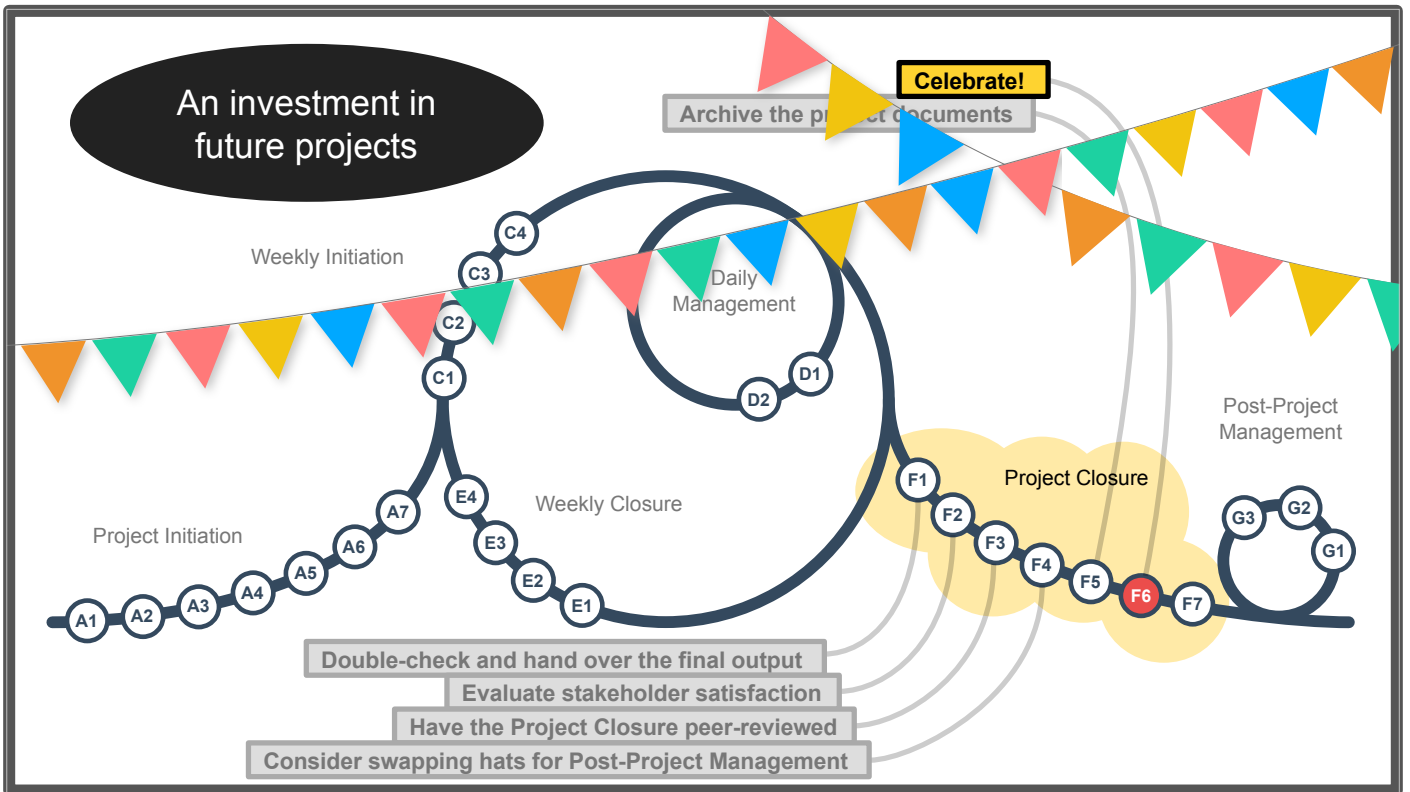 An investment in
future projects
Celebrate!
Archive the project documents
Weekly Initiation
C4
C3
C2
C1
Daily
Management
D1
D2
Post-Project
Management
Project Closure
Weekly Closure
Project Initiation
A1
A2
A3
A4
A5
A6
A7
E4
E3
E2
E1
F1
F2
F3
F4
F5
F6
F7
G3
G2
G1
Double-check and hand over the final output
Evaluate stakeholder satisfaction
Have the Project Closure peer-reviewed
Consider swapping hats for Post-Project Management